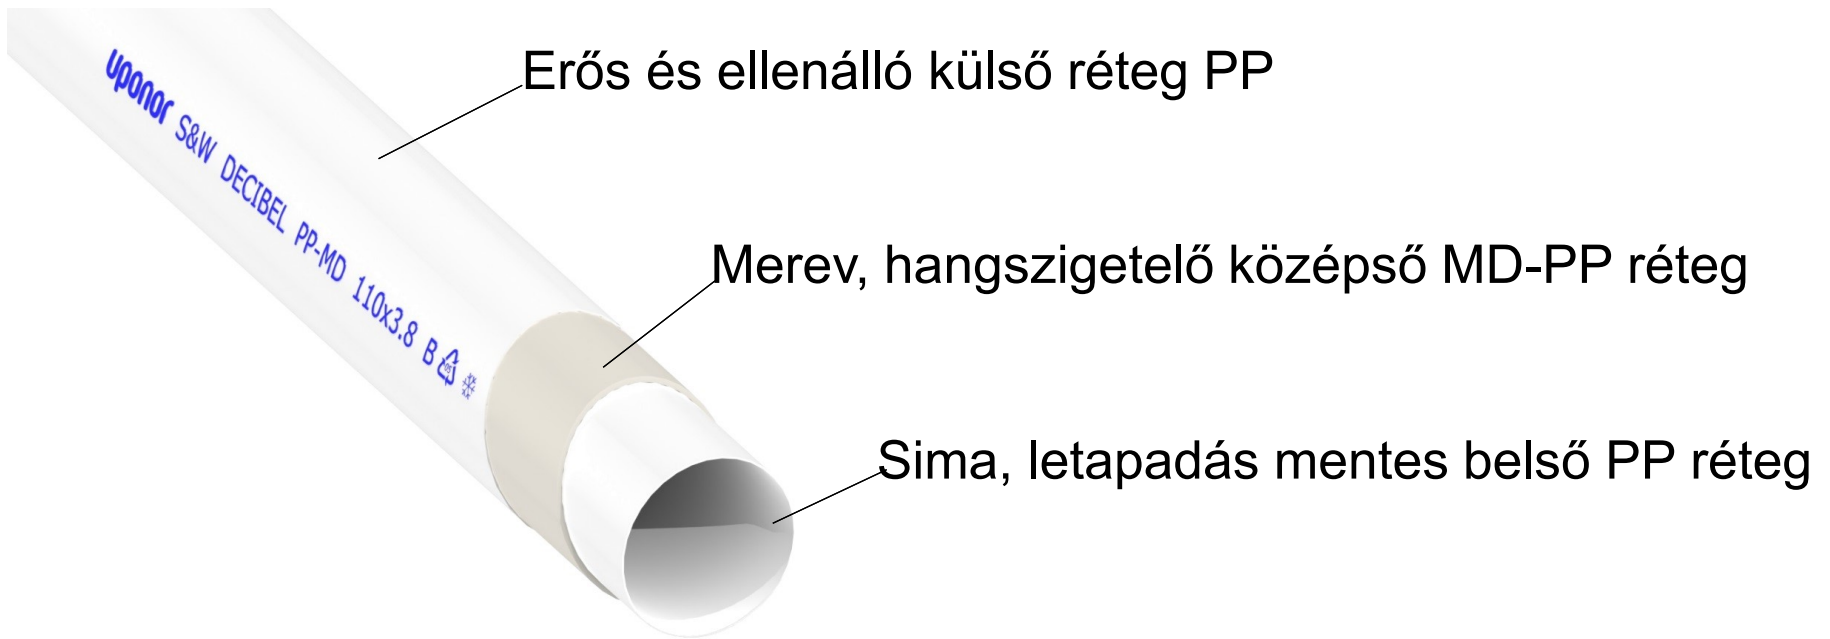 Erős és ellenálló külső réteg PP
uponor S&W DECIBEL PP-MD 110x3.8 B
Merev, hangszigetelő középső MD-PP réteg
Sima, letapadás mentes belső PP réteg